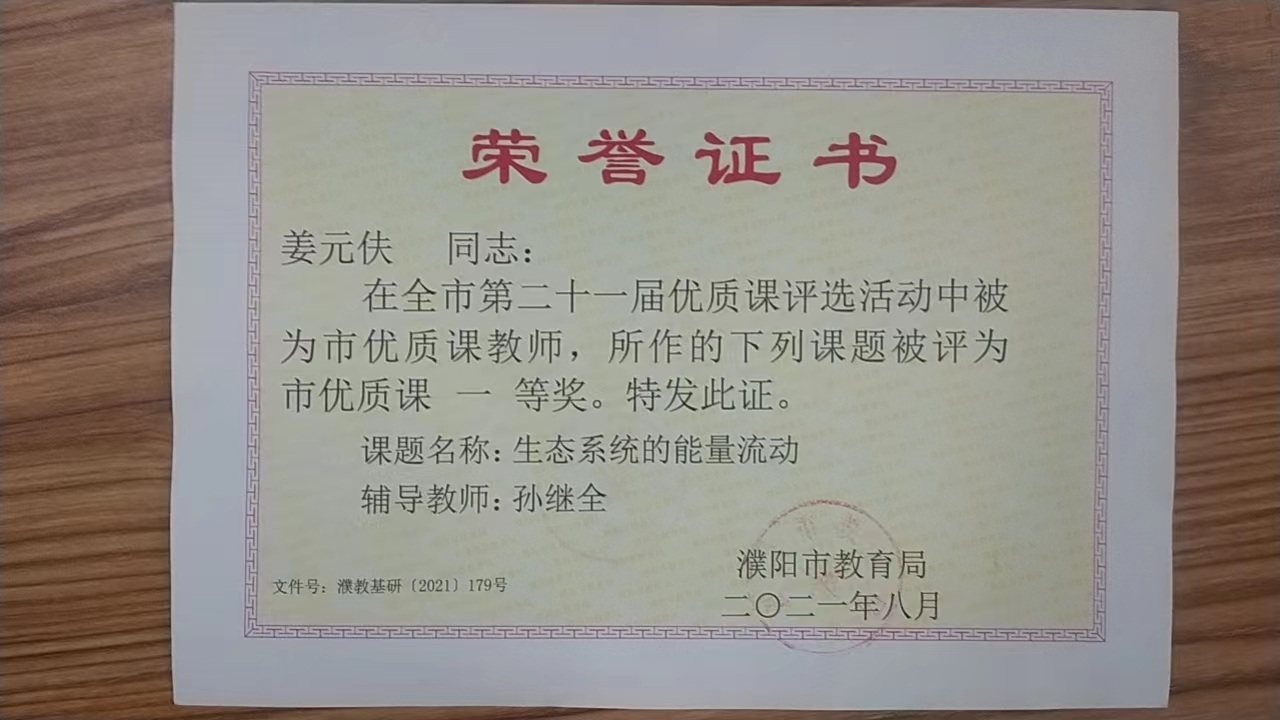 荣誉证书
姜元伕 同志：
在全市第二十一届优质课评选活动中被
为市优质课教师，所作的下列课题被评为
市优质课 一 等奖。特发此证。
课题名称：生态系统的能量流动
辅导教师：孙继全
濮阳市教育局
文件号：濮教基研〔2021〕179号
二〇二一年八月